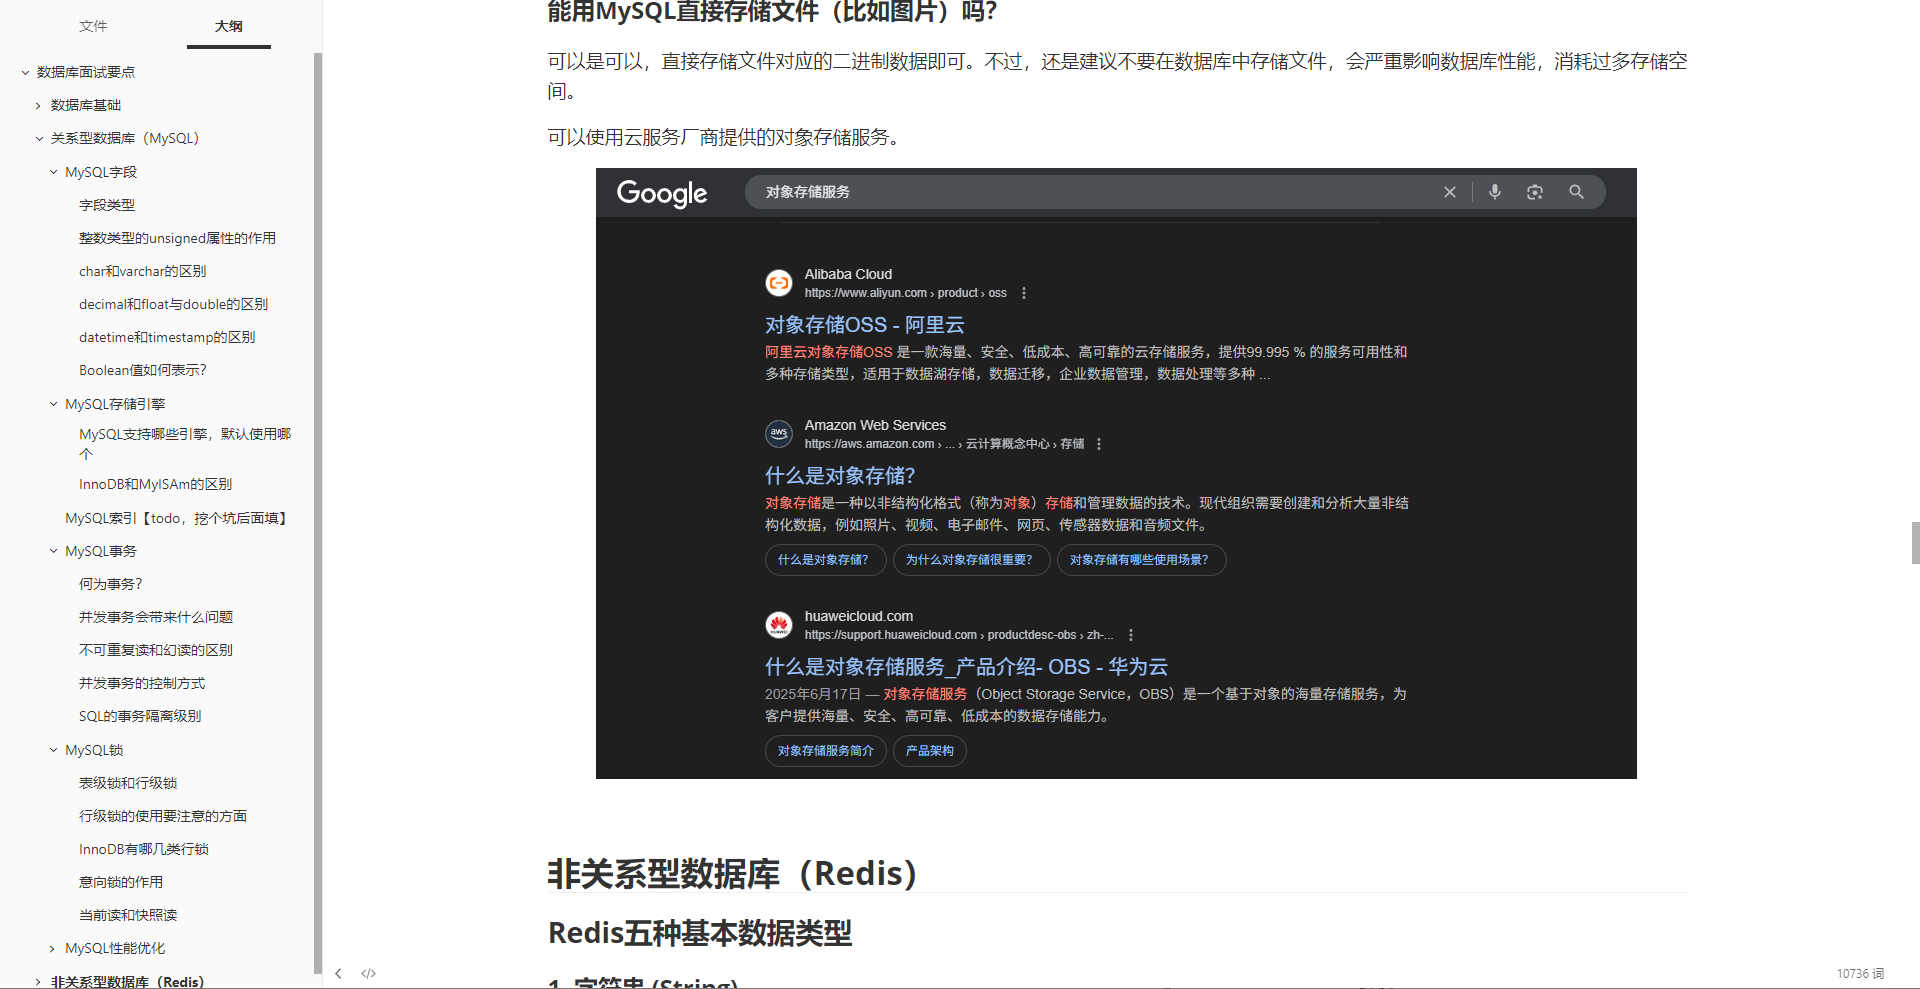 文件
大纲
数据库面试要点
数据库基础
关系型数据库（MySQL）
MySQL字段
字段类型
整数类型的unsigned属性的作用
char和varchar的区别
decimal和float与double的区别
datetime和timestamp的区别
Boolean值如何表示？
MySQL存储引擎
MySQL支持哪些引擎，默认使用哪
个
InnoDB和MyISAm的区别
MySQL索引【todo，挖个坑后面填】
MySQL事务
何为事务？
并发事务会带来什么问题
不可重复读和幻读的区别
并发事务的控制方式
SQL的事务隔离级别
MySQL锁
表级锁和行级锁
行级锁的使用要注意的方面
InnoDB有哪几类行锁
意向锁的作用
当前读和快照读
MySQL性能优化
非关系型数据库（Redis）
能用MySQL直接存储文件（比如图片）吗？
可以是可以，直接存储文件对应的二进制数据即可。不过，还是建议不要在数据库中存储文件，会严重影响数据库性能，消耗过多存储空
间。
可以使用云服务厂商提供的对象存储服务。
Google
对象存储服务
Alibaba Cloud
https://www.aliyun.com › product › oss
对象存储OSS - 阿里云
阿里云对象存储OSS 是一款海量、安全、低成本、高可靠的云存储服务，提供99.995 % 的服务可用性和
多种存储类型，适用于数据湖存储，数据迁移，企业数据管理，数据处理等多种 ...
aws
Amazon Web Services
https://aws.amazon.com › ... › 云计算概念中心 › 存储
什么是对象存储？
对象存储是一种以非结构化格式（称为对象）存储和管理数据的技术。现代组织需要创建和分析大量非结
构化数据，例如照片、视频、电子邮件、网页、传感器数据和音频文件。
什么是对象存储？
为什么对象存储很重要？
对象存储有哪些使用场景？
HUAWEI
huaweicloud.com
https://support.huaweicloud.com › productdesc-obs › zh-...
什么是对象存储服务_产品介绍- OBS - 华为云
2025年6月17日 — 对象存储服务（Object Storage Service，OBS）是一个基于对象的海量存储服务，为
客户提供海量、安全、高可靠、低成本的数据存储能力。
对象存储服务简介
产品架构
非关系型数据库（Redis）
Redis五种基本数据类型
1. 字符串 (String)
</>
10736 词